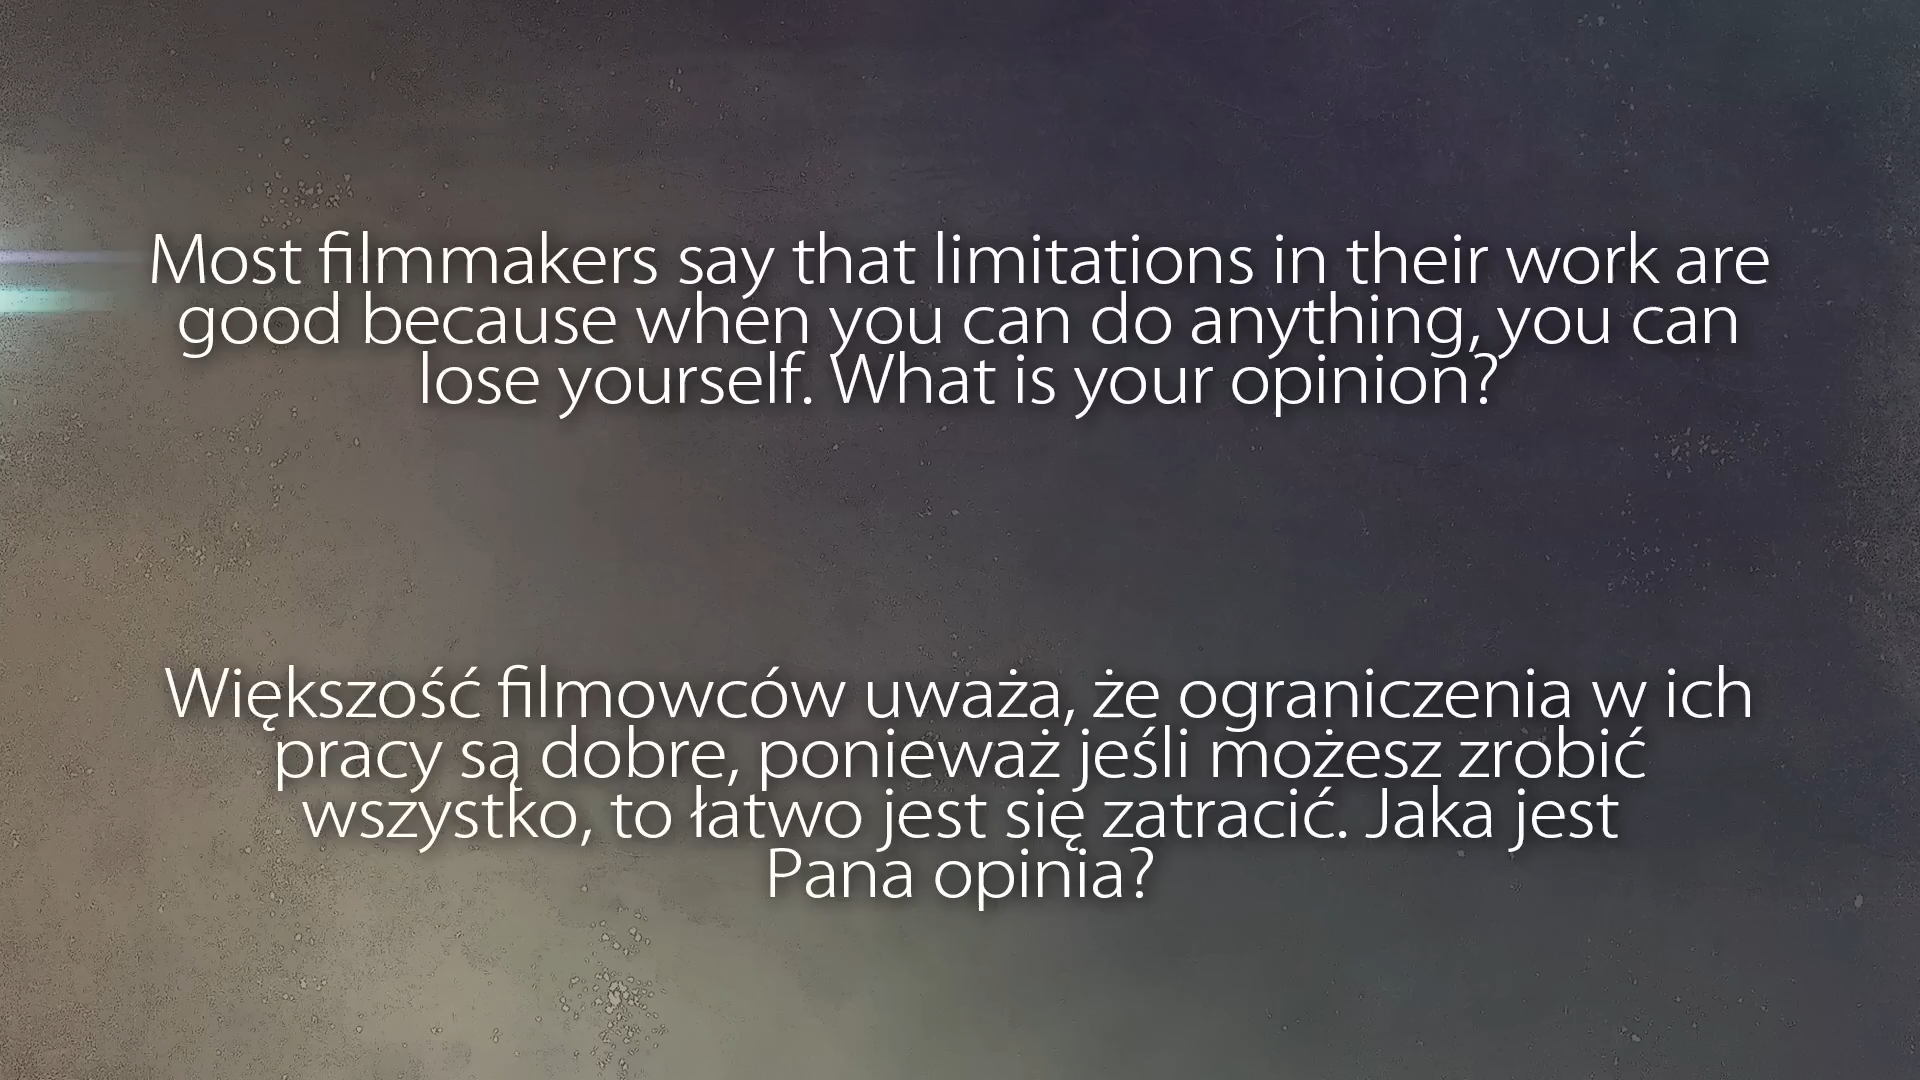 Most filmmakers say that limitations in their work are
good because when you can do anything, you can
lose yourself. What is your opinion?
Większość filmowców uważa, że ograniczenia w ich
pracy są dobre, ponieważ jeśli możesz zrobić
wszystko, to łatwo jest się zatracić. Jaka jest
Pana opinia?